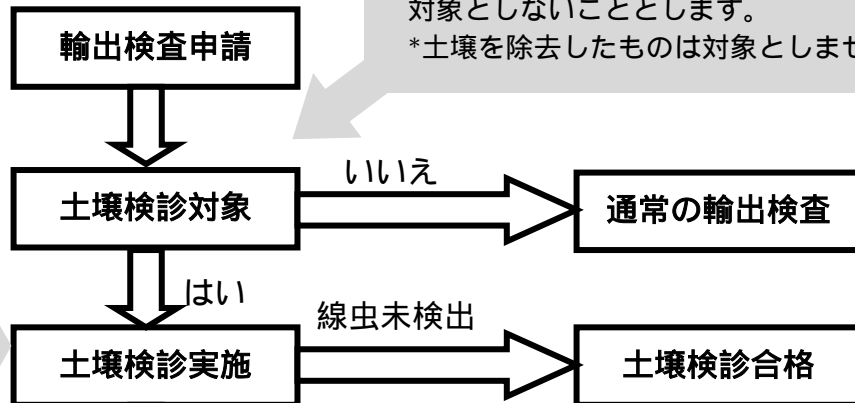 対象としないこととします。
*土壌を除去したものは対象としませ
輸出検査申請
土壌検診対象
いいえ
通常の輸出検査
はい
線虫未検出
土壌検診実施
土壌検診合格